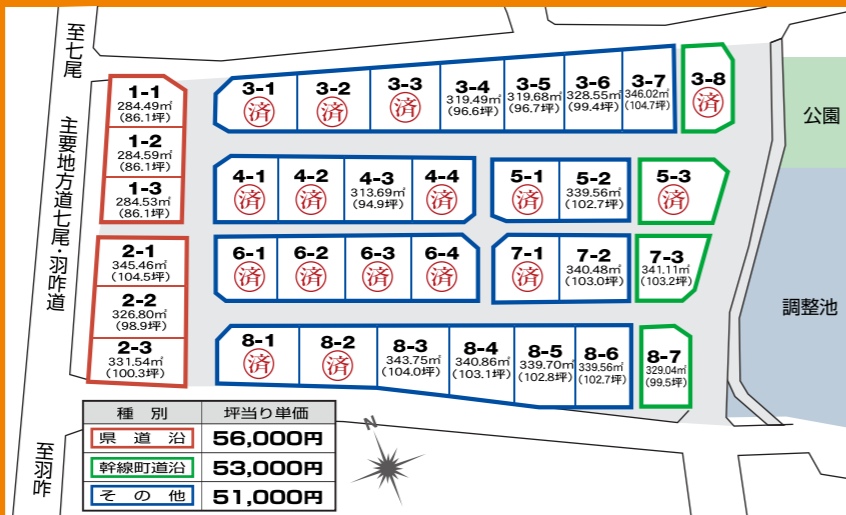 至七尾
主要地方道七尾・羽咋道
至羽咋
1-1
284.49㎡
(86.1坪)
1-2
284.59㎡
(86.1坪)
1-3
284.53㎡
(86.1坪)
2-1
345.46㎡
(104.5坪)
2-2
326.80㎡
(98.9坪)
2-3
331.54㎡
(100.3坪)
3-1
済
3-2
済
3-3
済
3-4
319.49㎡
(96.6坪)
3-5
319.68㎡
(96.7坪)
3-6
328.55㎡
(99.4坪)
3-7
346.02㎡
(104.7坪)
3-8
済
4-1
済
4-2
済
4-3
313.69㎡
(94.9坪)
4-4
済
5-1
済
5-2
339.56㎡
(102.7坪)
5-3
済
6-1
済
6-2
済
6-3
済
6-4
済
7-1
済
7-2
340.48㎡
(103.0坪)
7-3
341.11㎡
(103.2坪)
8-1
済
8-2
済
8-3
343.75㎡
(104.0坪)
8-4
340.86㎡
(103.1坪)
8-5
339.70㎡
(102.8坪)
8-6
339.56㎡
(102.7坪)
8-7
329.04㎡
(99.5坪)
公園
調整池
種 別 坪当り単価
県 道 沿 56,000円
幹線町道沿 53,000円
そ の 他 51,000円
N